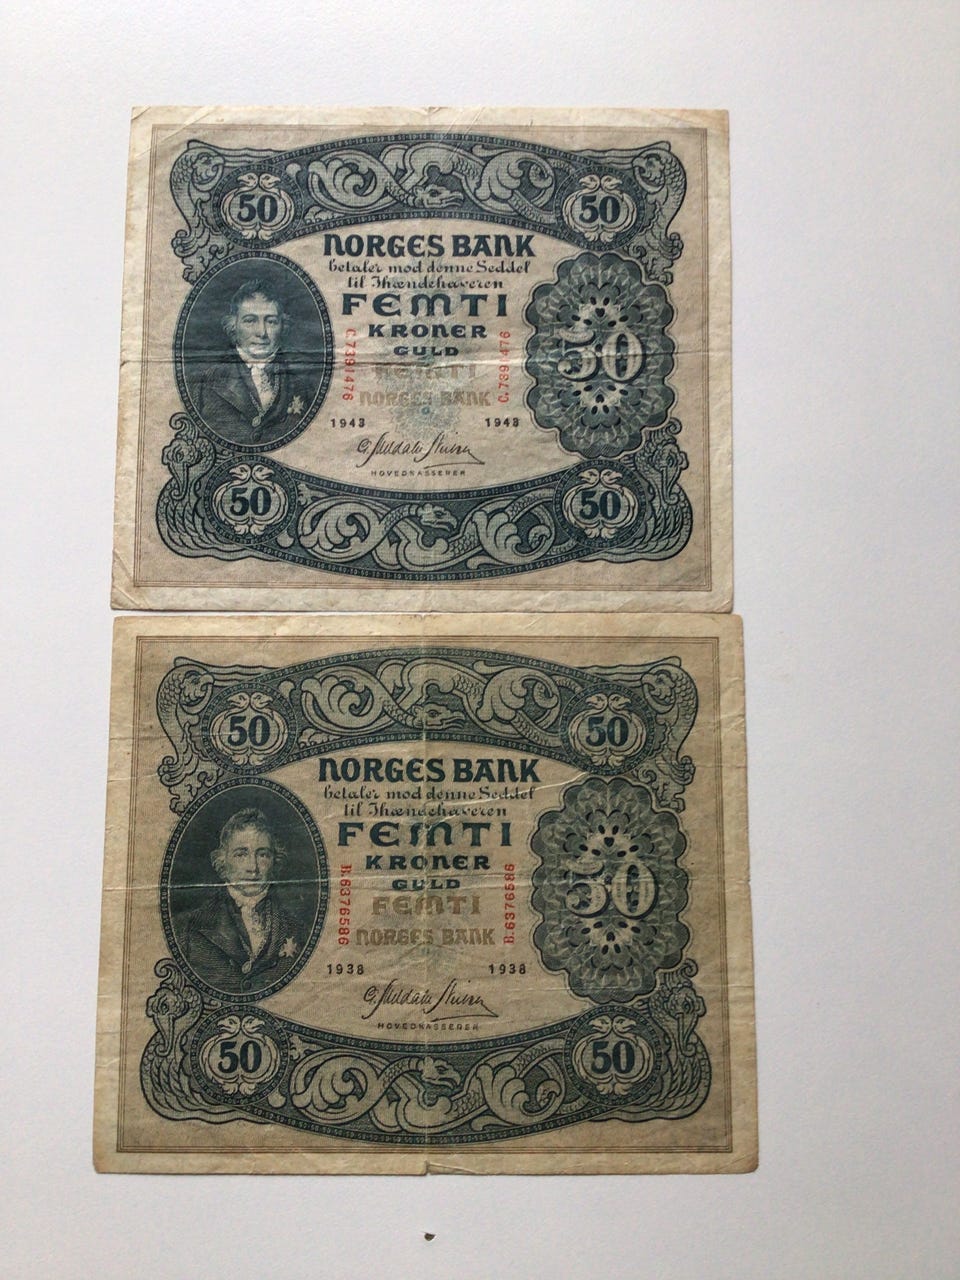 50 50
NORGES BANK
betaler mod denne Seddel
til Ihændehaveren
FEMTI
KRONER
GULD
50
C.7391476
C.7391476
FEMTI
NORGES BANK
1943 1943
HOVEDKASSERER
50 50
50 50
NORGES BANK
betaler mod denne Seddel
til Ihændehaveren
FEMTI
KRONER
GULD
50
B.6376586
B.6376586
FEMTI
NORGES BANK
1938 1938
HOVEDKASSERER
50 50